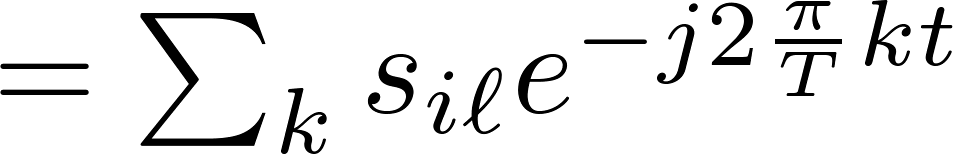 $= \sum_k s_{i\ell} e^{-j2\frac{\pi}{T}kt}$